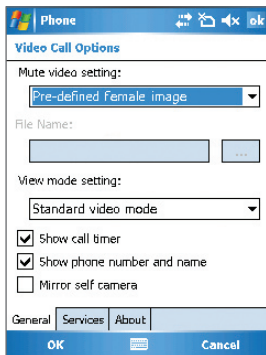 Phone ok
Video Call Options
Mute video setting:
Pre-defined female image
File Name:
...
View mode setting:
Standard video mode
Show call timer
Show phone number and name
Mirror self camera
General Services About
OK Cancel